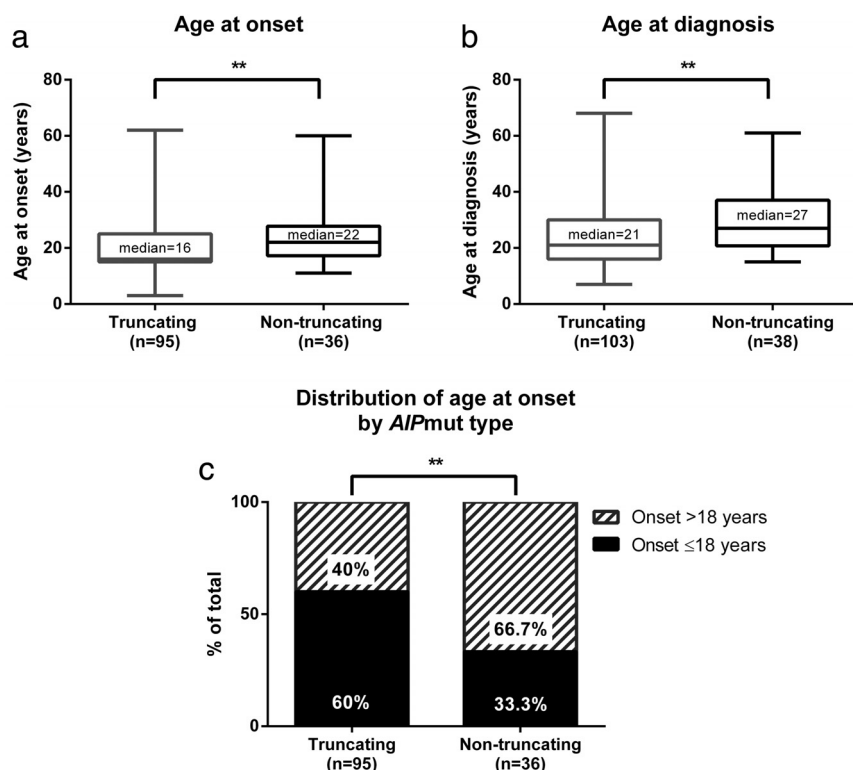 a
Age at onset
**
Age at onset (years)
80
60
40
20
0
median=16
median=22
Truncating
(n=95)
Non-truncating
(n=36)
b
Age at diagnosis
**
Age at diagnosis (years)
80
60
40
20
0
median=21
median=27
Truncating
(n=103)
Non-truncating
(n=38)
Distribution of age at onset
by AIPmut type
c
**
% of total
100
50
0
40%
60%
66.7%
33.3%
Truncating
(n=95)
Non-truncating
(n=36)
Onset >18 years
Onset ≤18 years